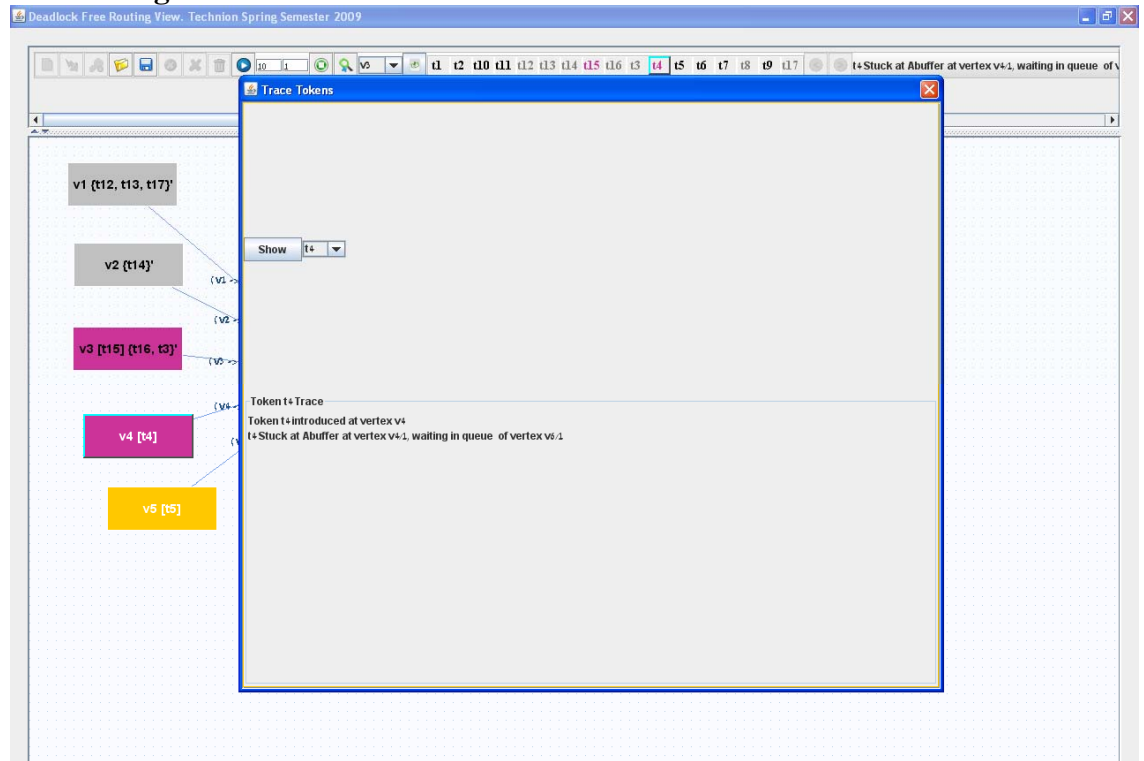 Deadlock Free Routing View. Technion Spring Semester 2009
10 1 v5 t1 t2 t10 t11 t12 t13 t14 t15 t16 t3 t4 t5 t6 t7 t8 t9 t17 t4 Stuck at Abuffer at vertex v4/1, waiting in queue of v
Trace Tokens
v1 {t12, t13, t17}'
Show t4
v2 {t14}'
(v1 ->
(v2 ->
v3 [t15] {t16, t3}'
(v3 ->
Token t4 Trace
(v4 ->
Token t4 introduced at vertex v4
t4 Stuck at Abuffer at vertex v4/1, waiting in queue of vertex v6/1
v4 [t4]
v5 [t5]